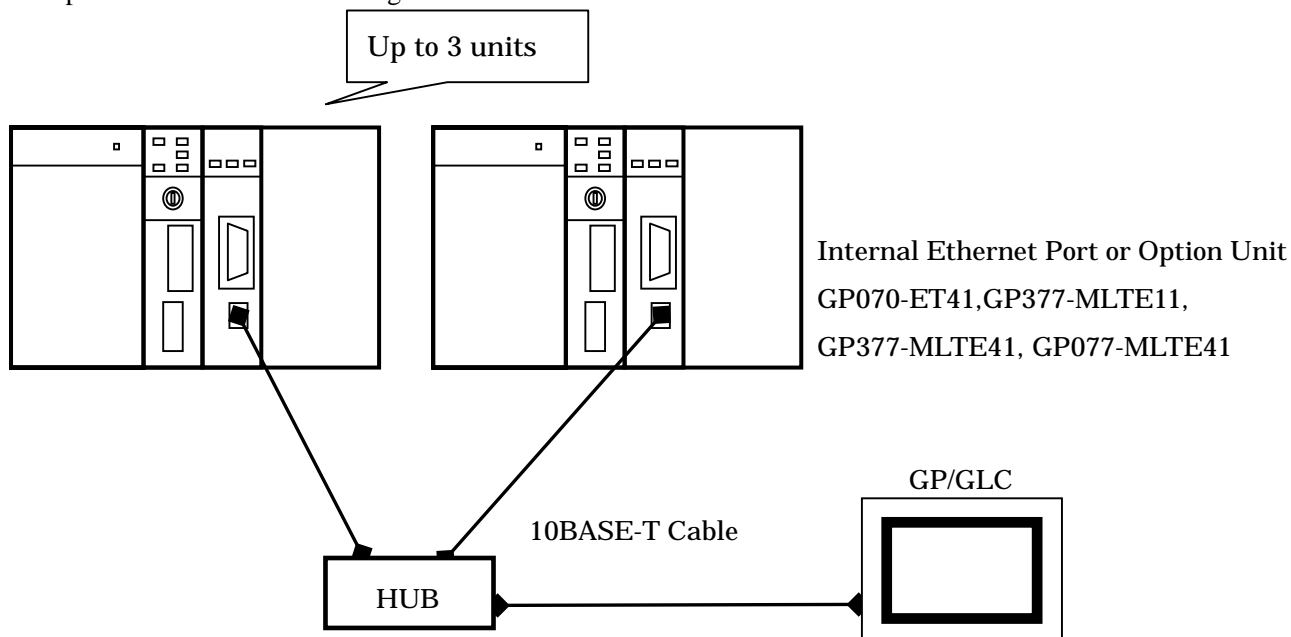 Up to 3 units
Internal Ethernet Port or Option Unit
GP070-ET41,GP377-MLTE11,
GP377-MLTE41, GP077-MLTE41
GP/GLC
10BASE-T Cable
HUB